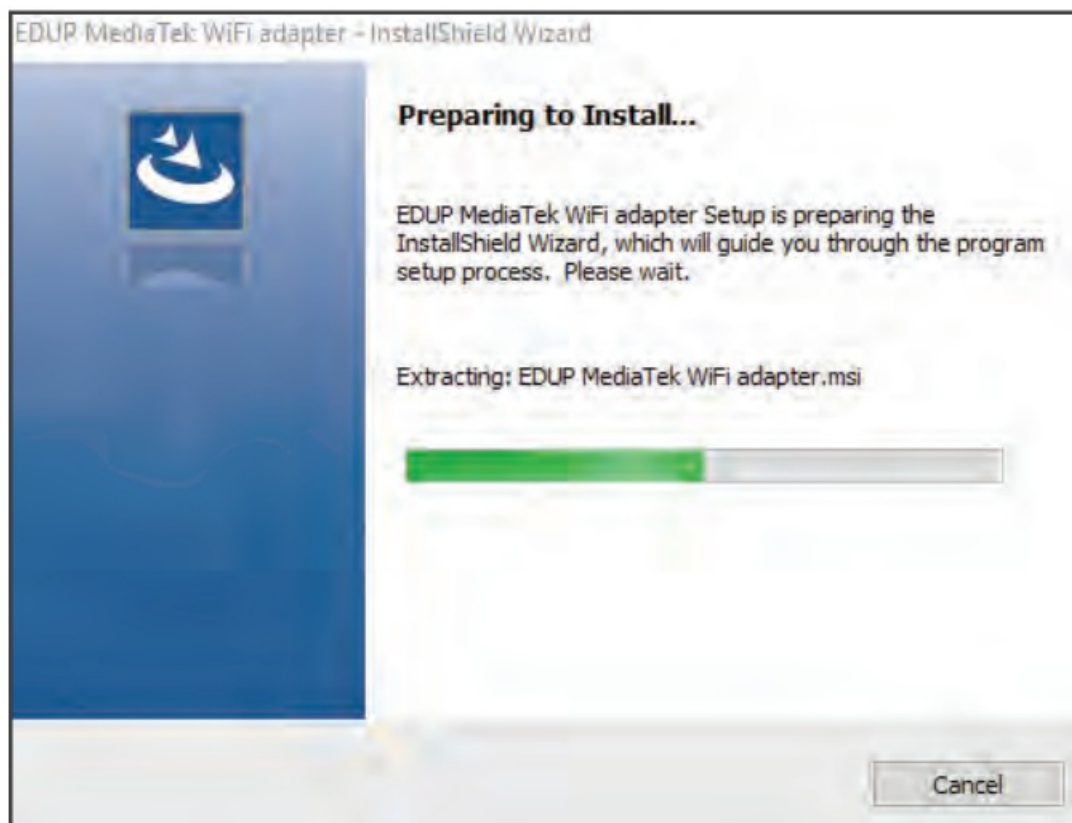 EDUP MediaTek WiFi adapter - InstallShield Wizard
Preparing to Install...
EDUP MediaTek WiFi adapter Setup is preparing the
InstallShield Wizard, which will guide you through the program
setup process.  Please wait.
Extracting: EDUP MediaTek WiFi adapter.msi
Cancel